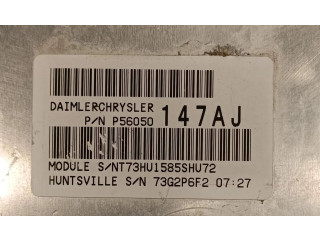 DAIMLERCHRYSLER
P/N P56050 147AJ
MODULE S/NT73HU1585SHU72
HUNTSVILLE S/N 73G2P6F2 07:27